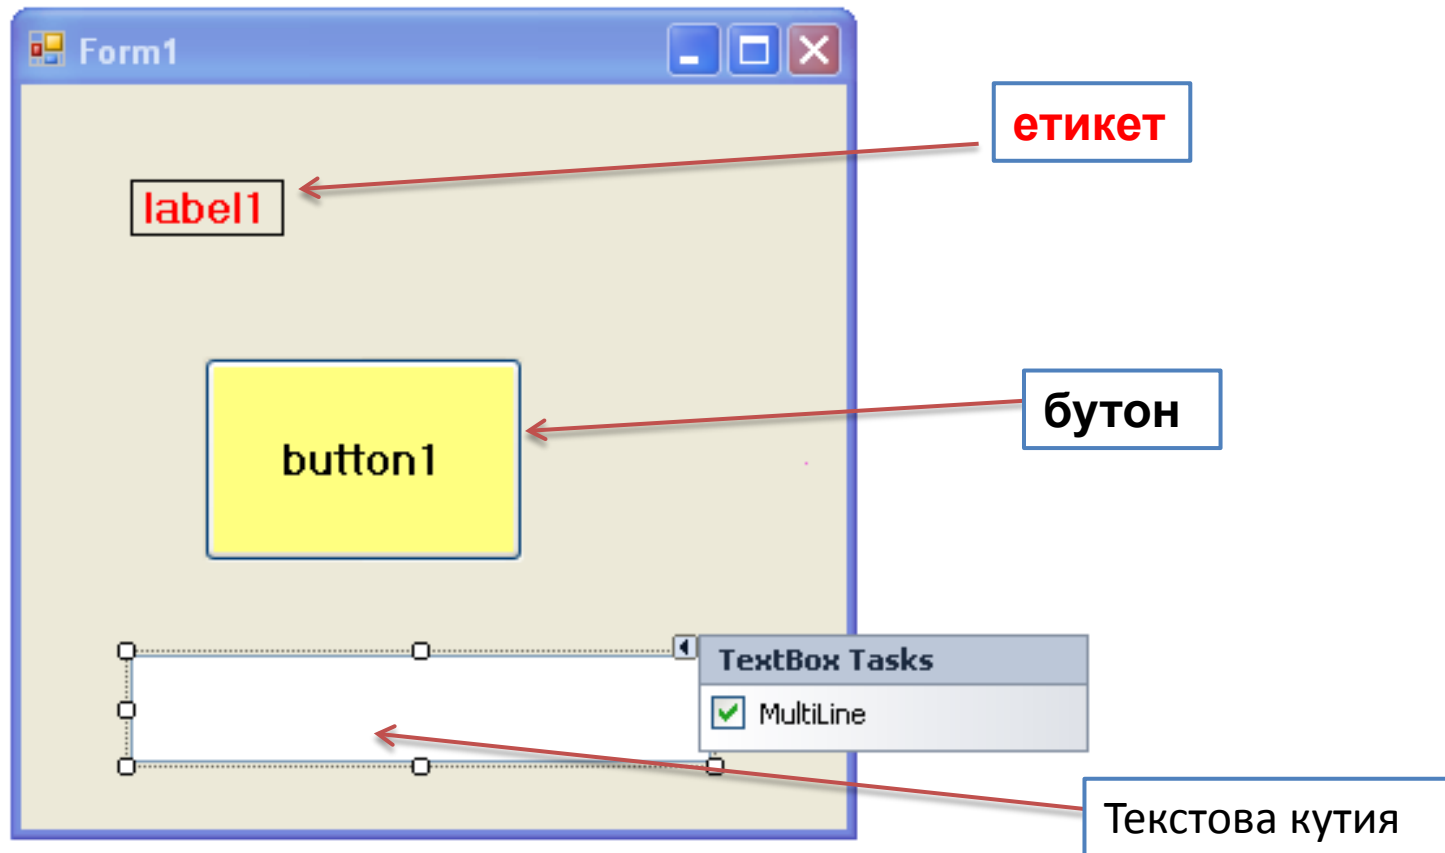 Form1
етикет
label1
бутон
button1
TextBox Tasks
MultiLine
Текстова кутия